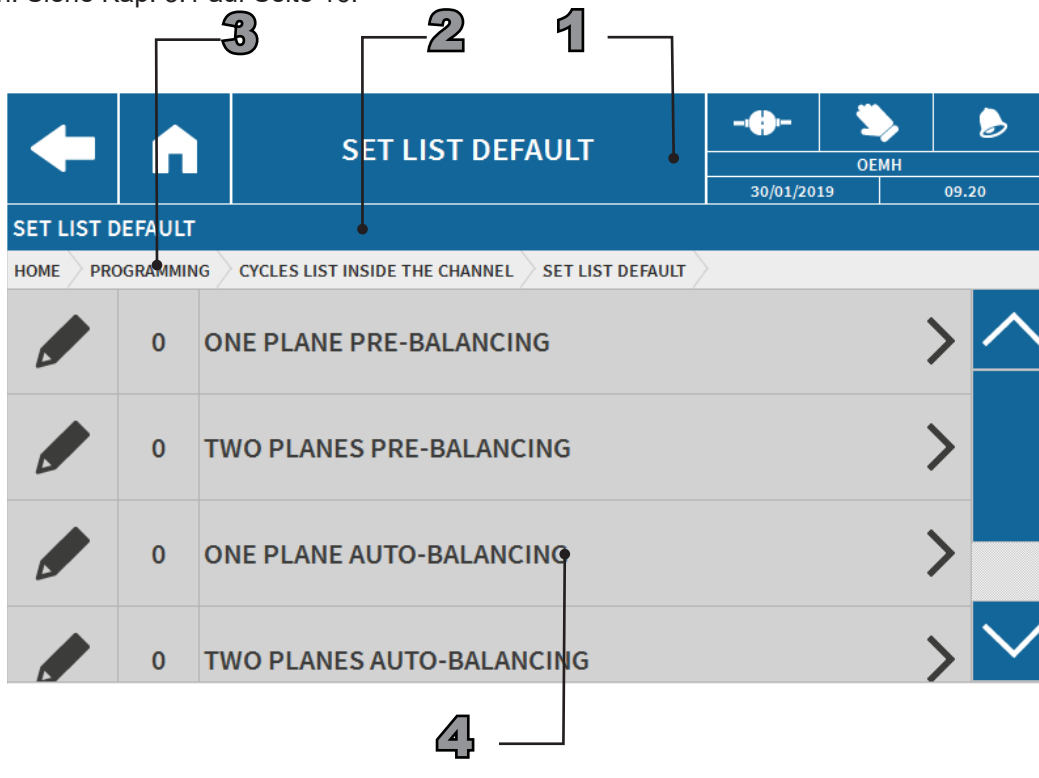 3 2 1
SET LIST DEFAULT
OEMH
30/01/2019 09.20
SET LIST DEFAULT
HOME PROGRAMMING CYCLES LIST INSIDE THE CHANNEL SET LIST DEFAULT
0 ONE PLANE PRE-BALANCING
0 TWO PLANES PRE-BALANCING
0 ONE PLANE AUTO-BALANCING
0 TWO PLANES AUTO-BALANCING
4